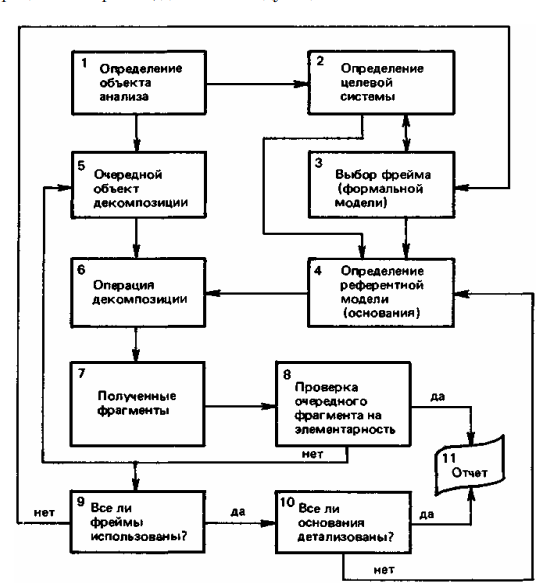 1 Определение
объекта
анализа
2 Определение
целевой
системы
5 Очередной
объект
декомпозиции
3 Выбор фрейма
(формальной
модели)
6 Операция
декомпозиции
4 Определение
референтной
модели
(основания)
7 Полученные
фрагменты
8 Проверка
очередного
фрагмента на
элементарность
да
нет
11
Отчет
нет
9 Все ли
фреймы
использованы?
да
10 Все ли
основания
детализованы?
да
нет